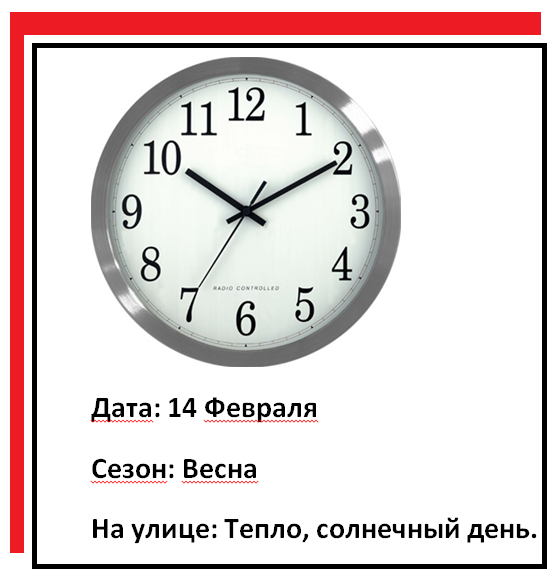 12
11 1
10 2
9 3
8 4
RADIO CONTROLLED
7 5
6
Дата: 14 Февраля
Сезон: Весна
На улице: Тепло, солнечный день.